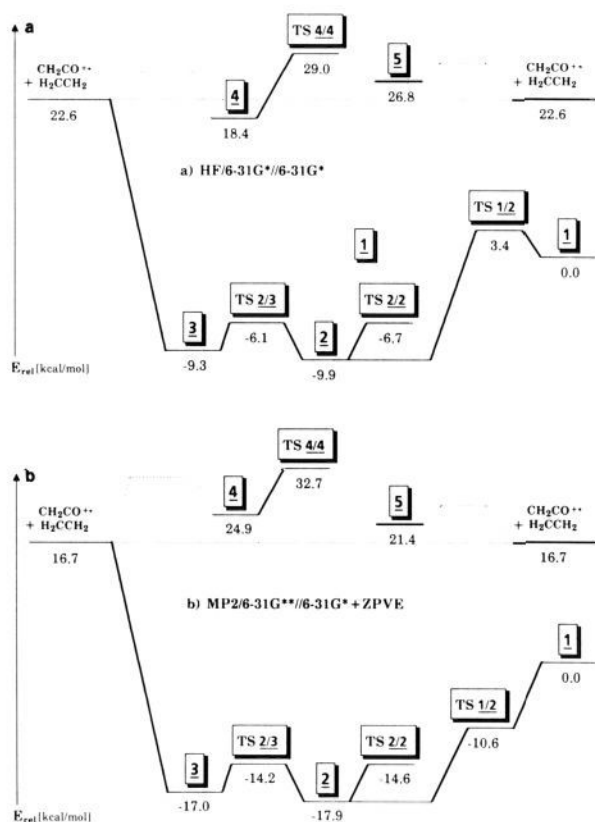 a
TS 4/4
CH₂CO⁺·
+ H₂CCH₂
4
29.0
5
CH₂CO⁺·
+ H₂CCH₂
22.6
18.4
26.8
22.6
a) HF/6-31G*//6-31G*
TS 1/2
1
1
3.4
0.0
3
TS 2/3
2
TS 2/2
-6.1
-6.7
E_rel [kcal/mol]
-9.3
-9.9
b
TS 4/4
4
CH₂CO⁺·
+ H₂CCH₂
32.7
5
CH₂CO⁺·
+ H₂CCH₂
24.9
16.7
21.4
16.7
b) MP2/6-31G**//6-31G* + ZPVE
1
0.0
TS 1/2
3
TS 2/3
2
TS 2/2
-10.6
-14.2
-14.6
E_rel [kcal/mol]
-17.0
-17.9